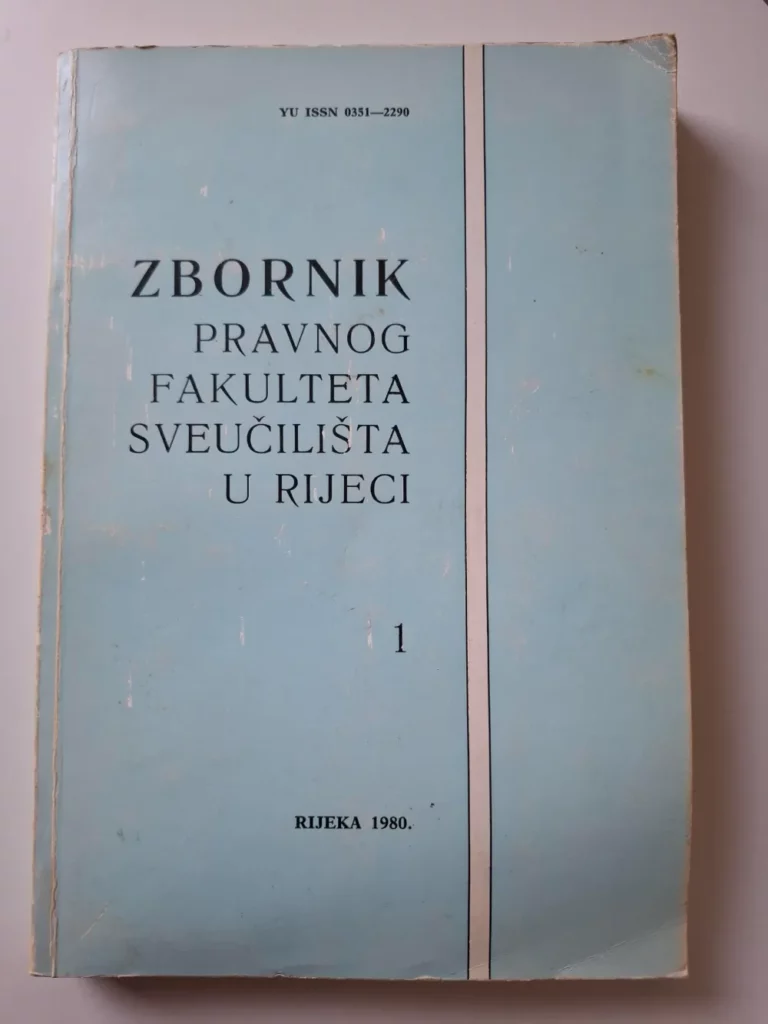 YU ISSN 0351—2290
ZBORNIK
PRAVNOG
FAKULTETA
SVEUČILIŠTA
U RIJECI
1
RIJEKA 1980.